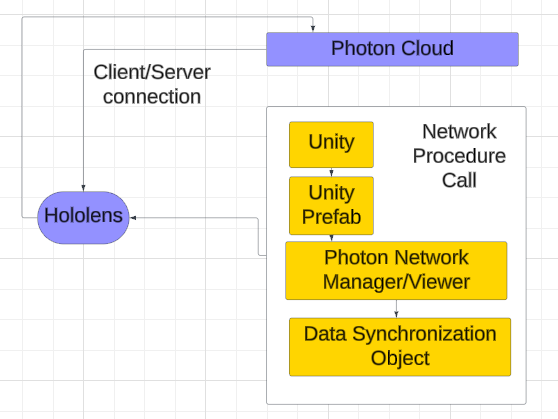 Photon Cloud
Client/Server
connection
Network
Procedure
Call
Unity
Unity
Prefab
Hololens
Photon Network
Manager/Viewer
Data Synchronization
Object